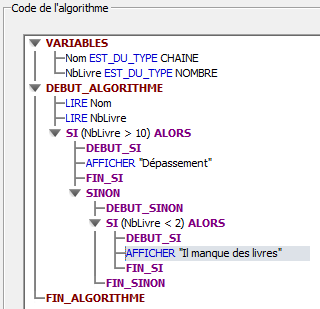 Code de l'algorithme
VARIABLES
Nom EST_DU_TYPE CHAINE
NbLivre EST_DU_TYPE NOMBRE
DEBUT_ALGORITHME
LIRE Nom
LIRE NbLivre
SI (NbLivre > 10) ALORS
DEBUT_SI
AFFICHER "Dépassement"
FIN_SI
SINON
DEBUT_SINON
SI (NbLivre < 2) ALORS
DEBUT_SI
AFFICHER "Il manque des livres"
FIN_SI
FIN_SINON
FIN_ALGORITHME